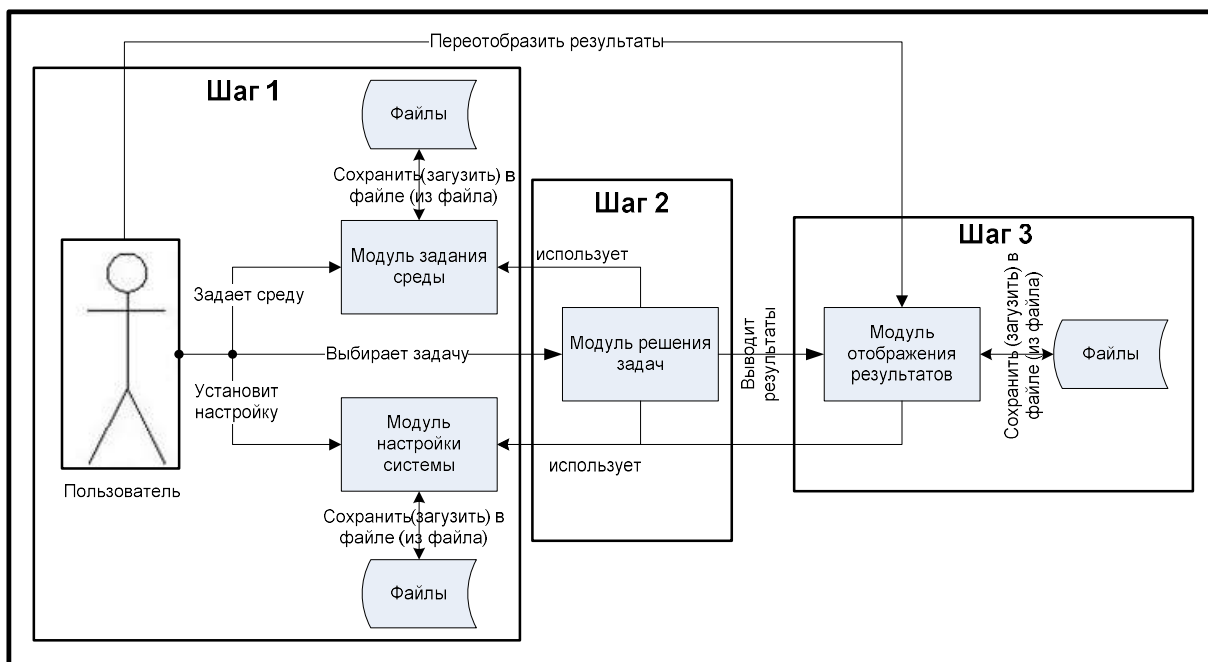 Переотобразить результаты
Шаг 1
Файлы
Сохранить(загузить) в
файле (из файла)
Модуль задания
среды
Задает среду
Выбирает задачу
Установит
настройку
Пользователь
Модуль
настройки
системы
Сохранить(загузить) в
файле (из файла)
Файлы
Шаг 2
использует
Модуль решения
задач
использует
Выводит
результаты
Шаг 3
Модуль
отображения
результатов
Сохранить (загузить) в
файле (из файла)
Файлы